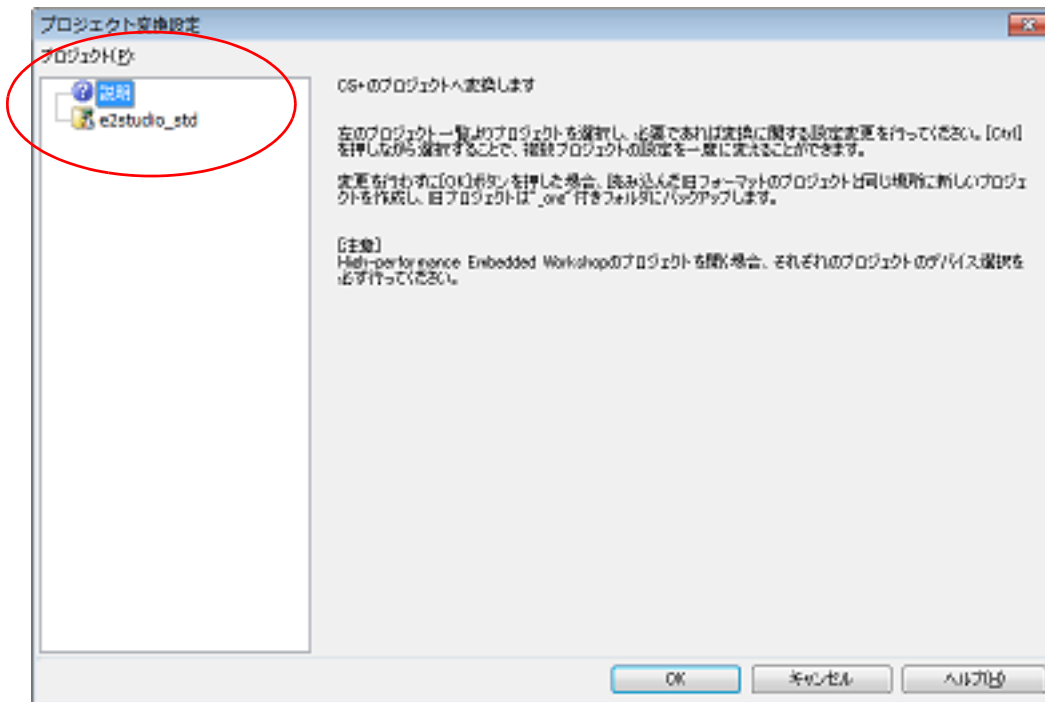 プロジェクト変換設定
プロジェクト(P):
説明
e2studio_std
CS+のプロジェクトへ変換します
左のプロジェクト一覧よりプロジェクトを選択し、必要であれば変換に関する設定変更を行ってください。[Ctrl]
を押しながら選択することで、複数プロジェクトの設定を一度に変えることができます。
変更を行わずに[OK]ボタンを押した場合、読み込んだ旧フォーマットのプロジェクトと同じ場所に新しいプロジェ
クトを作成し、旧プロジェクトは"_org"付きフォルダにバックアップします。
[注意]
High-performance Embedded Workshopのプロジェクトを開く場合、それぞれのプロジェクトのデバイス選択を
必ず行ってください。
OK
キャンセル
ヘルプ(H)